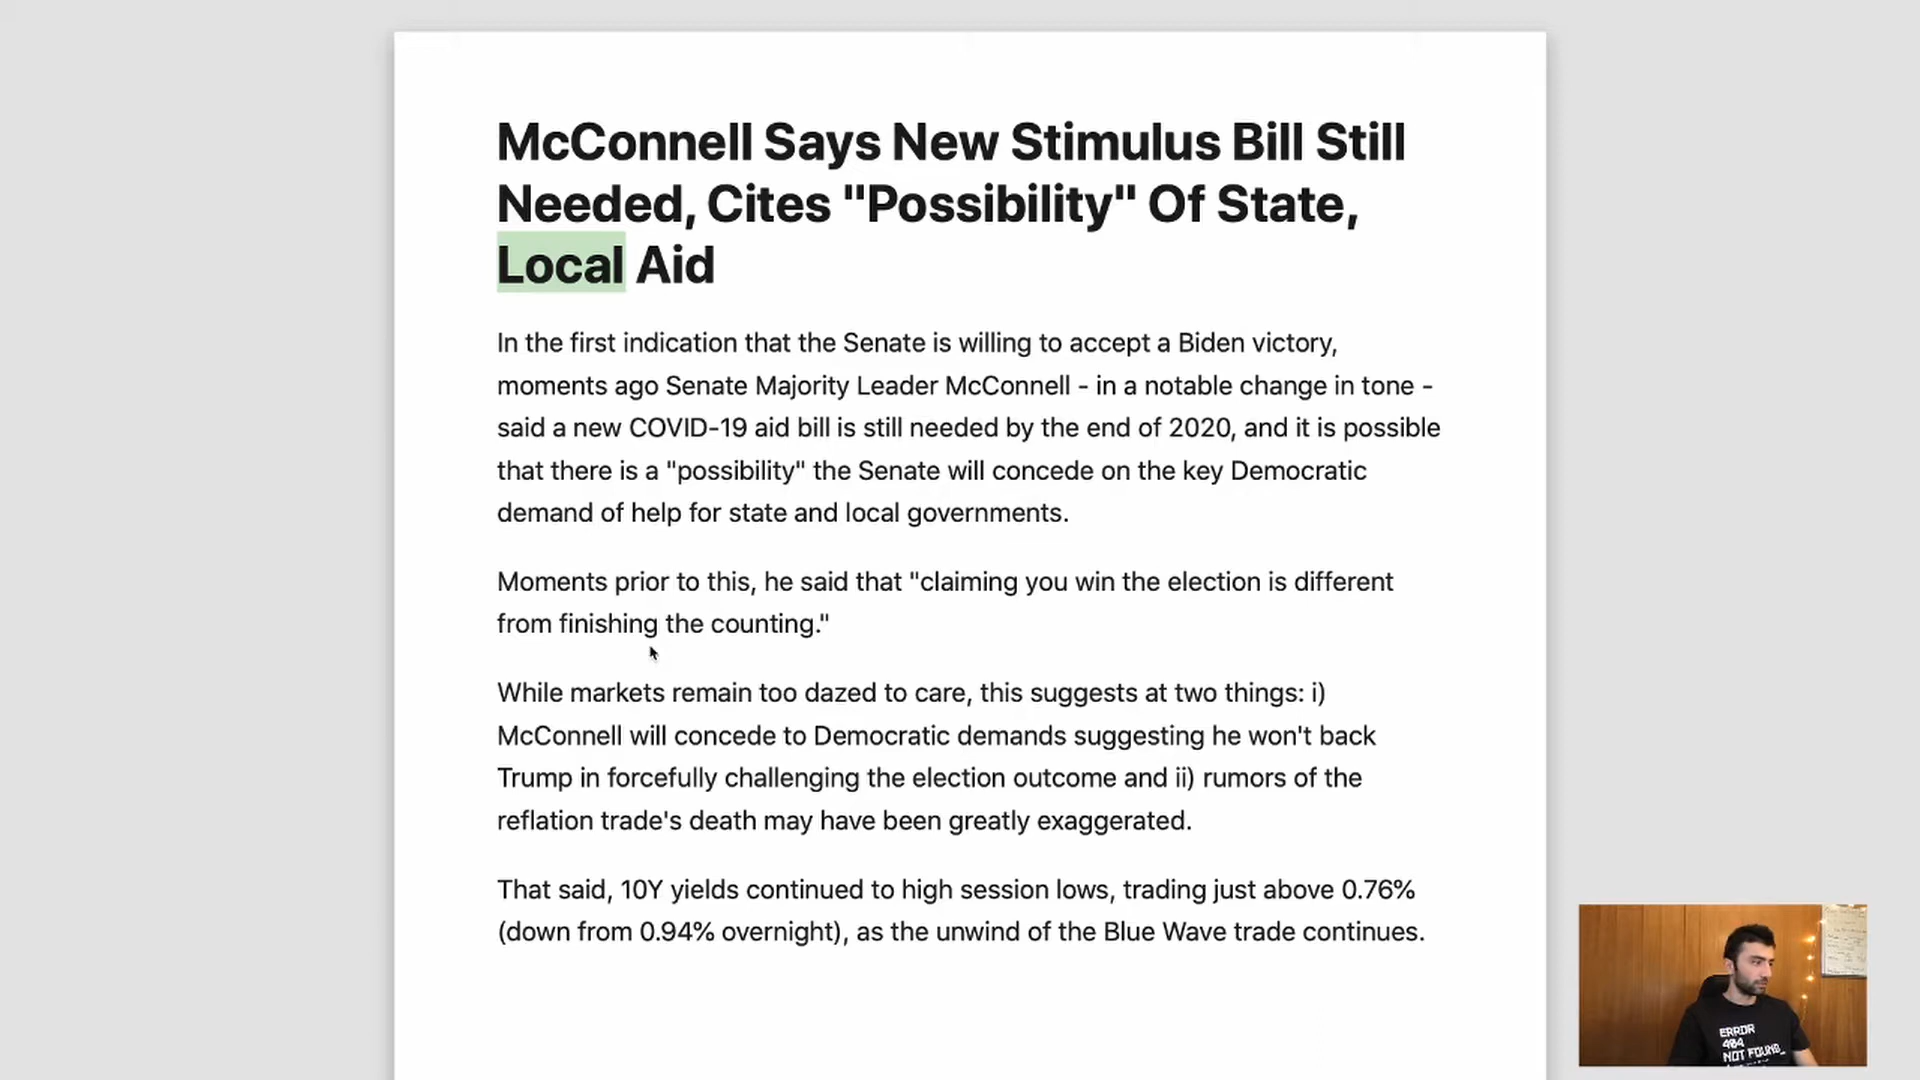 McConnell Says New Stimulus Bill Still
Needed, Cites "Possibility" Of State,
Local Aid
In the first indication that the Senate is willing to accept a Biden victory,
moments ago Senate Majority Leader McConnell - in a notable change in tone -
said a new COVID-19 aid bill is still needed by the end of 2020, and it is possible
that there is a "possibility" the Senate will concede on the key Democratic
demand of help for state and local governments.
Moments prior to this, he said that "claiming you win the election is different
from finishing the counting."
While markets remain too dazed to care, this suggests at two things: i)
McConnell will concede to Democratic demands suggesting he won't back
Trump in forcefully challenging the election outcome and ii) rumors of the
reflation trade's death may have been greatly exaggerated.
That said, 10Y yields continued to high session lows, trading just above 0.76%
(down from 0.94% overnight), as the unwind of the Blue Wave trade continues.
ERROR
404
NOT FOUND_